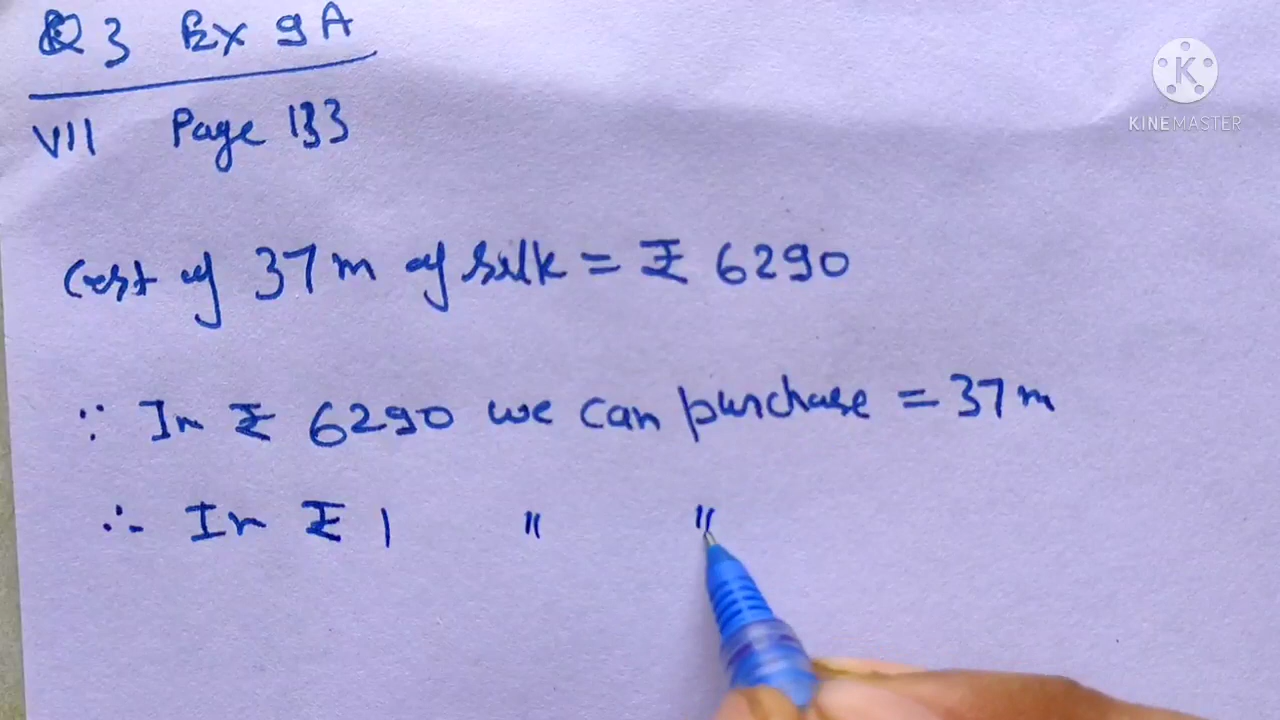 Q 3 Ex 9A
VII Page 133
KINEMASTER
Cost of 37m of silk = ₹ 6290
∵ In ₹ 6290 we can purchase = 37m
∴ In ₹ 1 " "